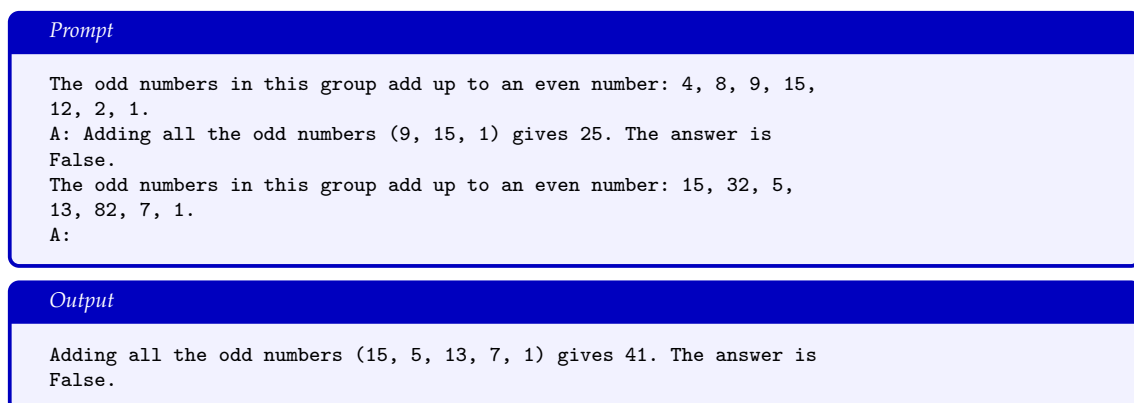 Prompt
The odd numbers in this group add up to an even number: 4, 8, 9, 15,
12, 2, 1.
A: Adding all the odd numbers (9, 15, 1) gives 25. The answer is
False.
The odd numbers in this group add up to an even number: 15, 32, 5,
13, 82, 7, 1.
A:
Output
Adding all the odd numbers (15, 5, 13, 7, 1) gives 41. The answer is
False.